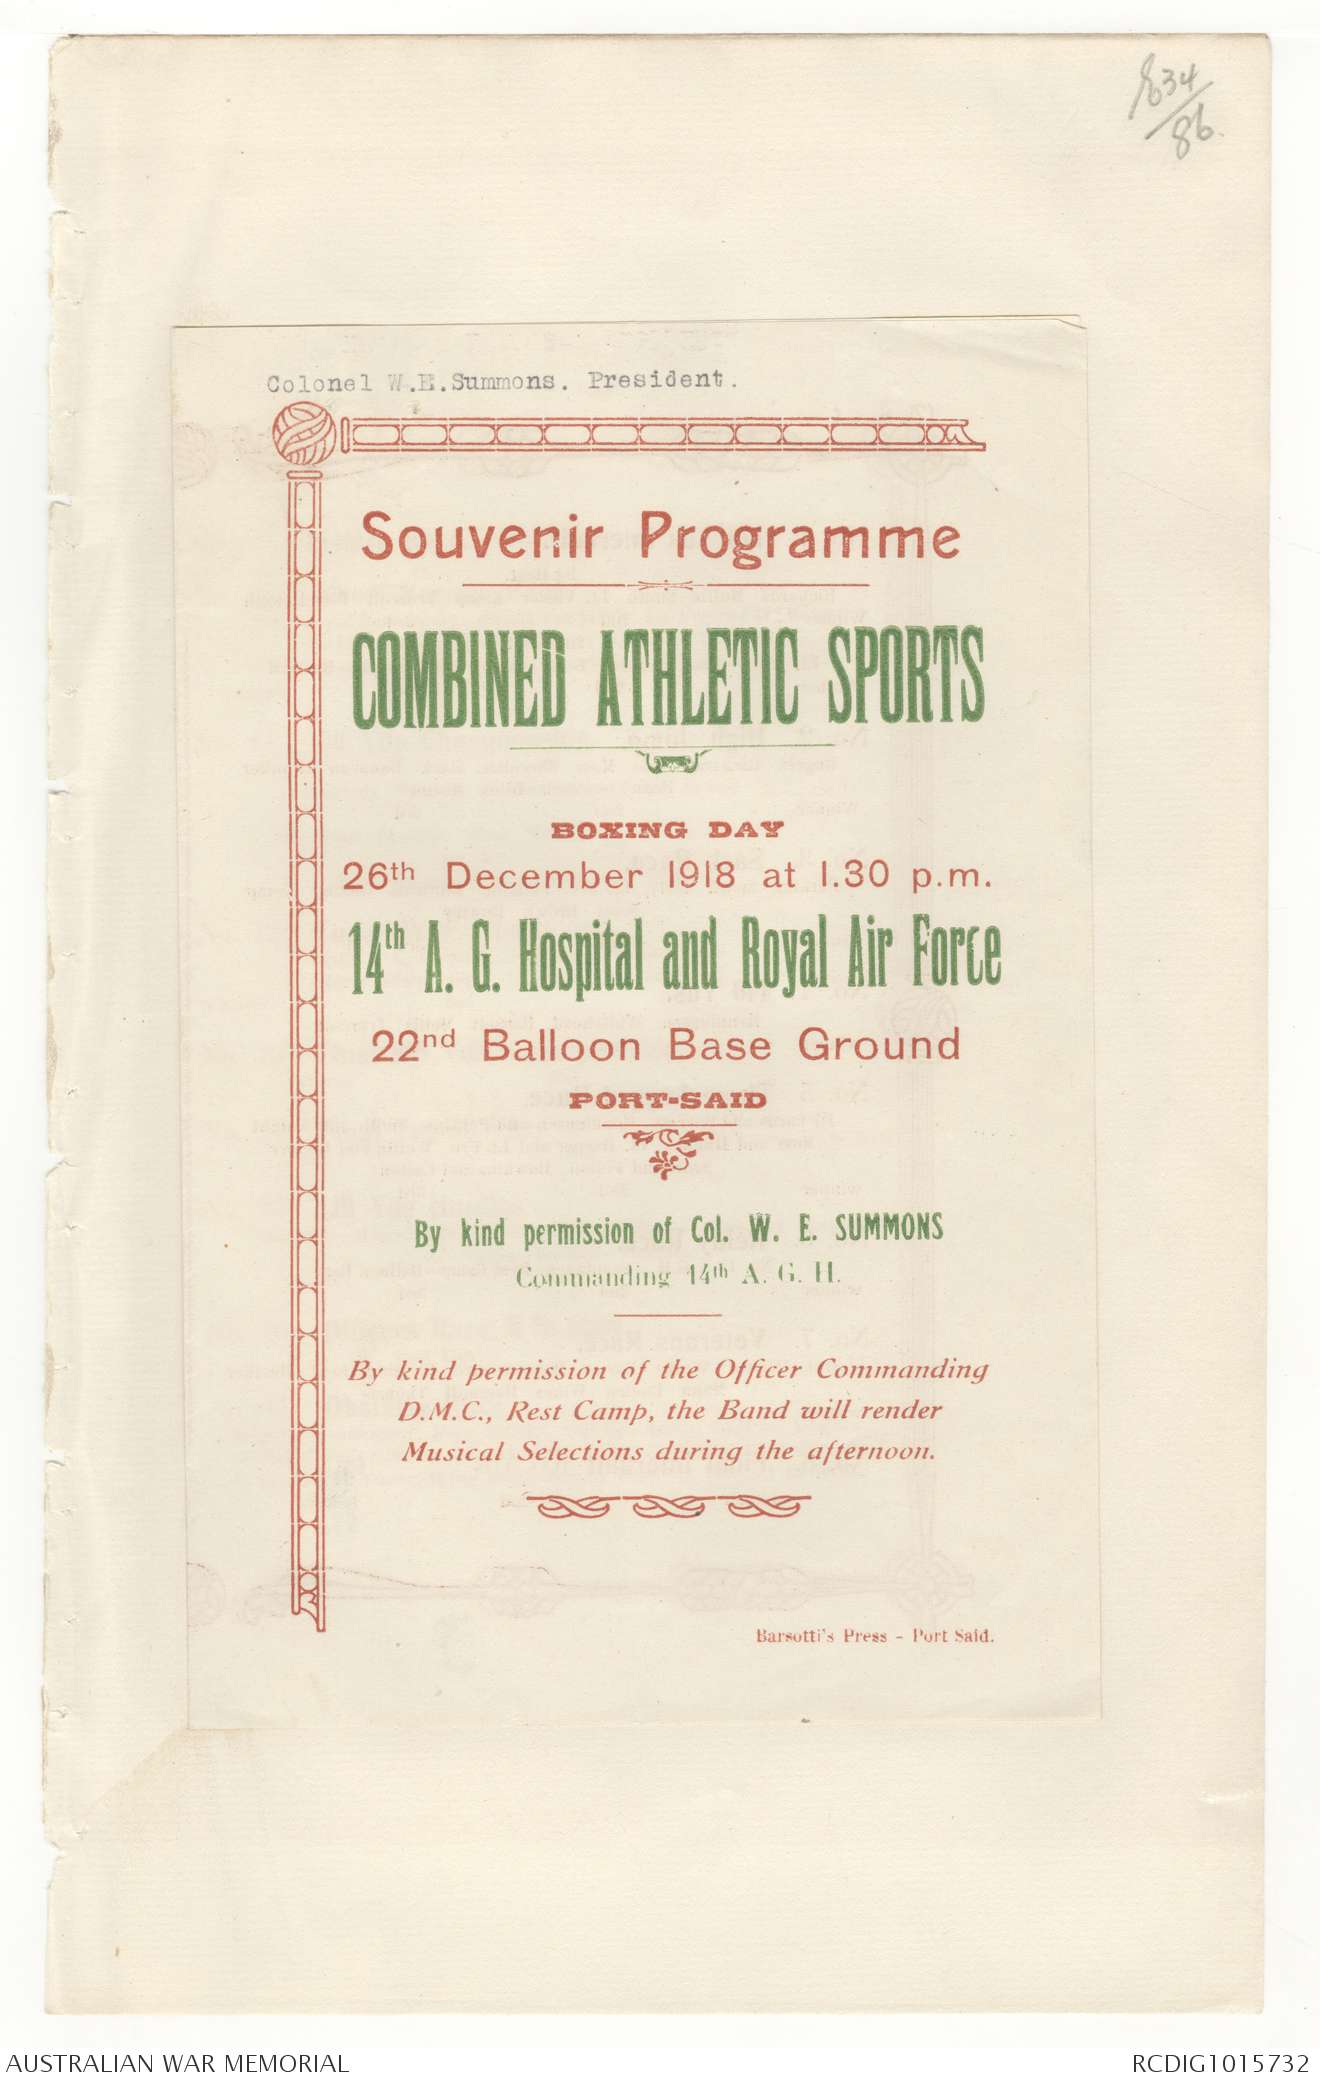 34
86.
Colonel W.E.Summons. President.
Souvenir Programme
COMBINED ATHLETIC SPORTS
BOXING DAY
26th December 1918 at 1.30 p.m.
14th A. G. Hospital and Royal Air Force
22nd Balloon Base Ground
PORT-SAID
By kind permission of Col. W. E. SUMMONS
Commanding 14th A. G. H.
By kind permission of the Officer Commanding
D.M.C., Rest Camp, the Band will render
Musical Selections during the afternoon.
Barsotti's Press - Port Said.
AUSTRALIAN WAR MEMORIAL
RCDIG1015732